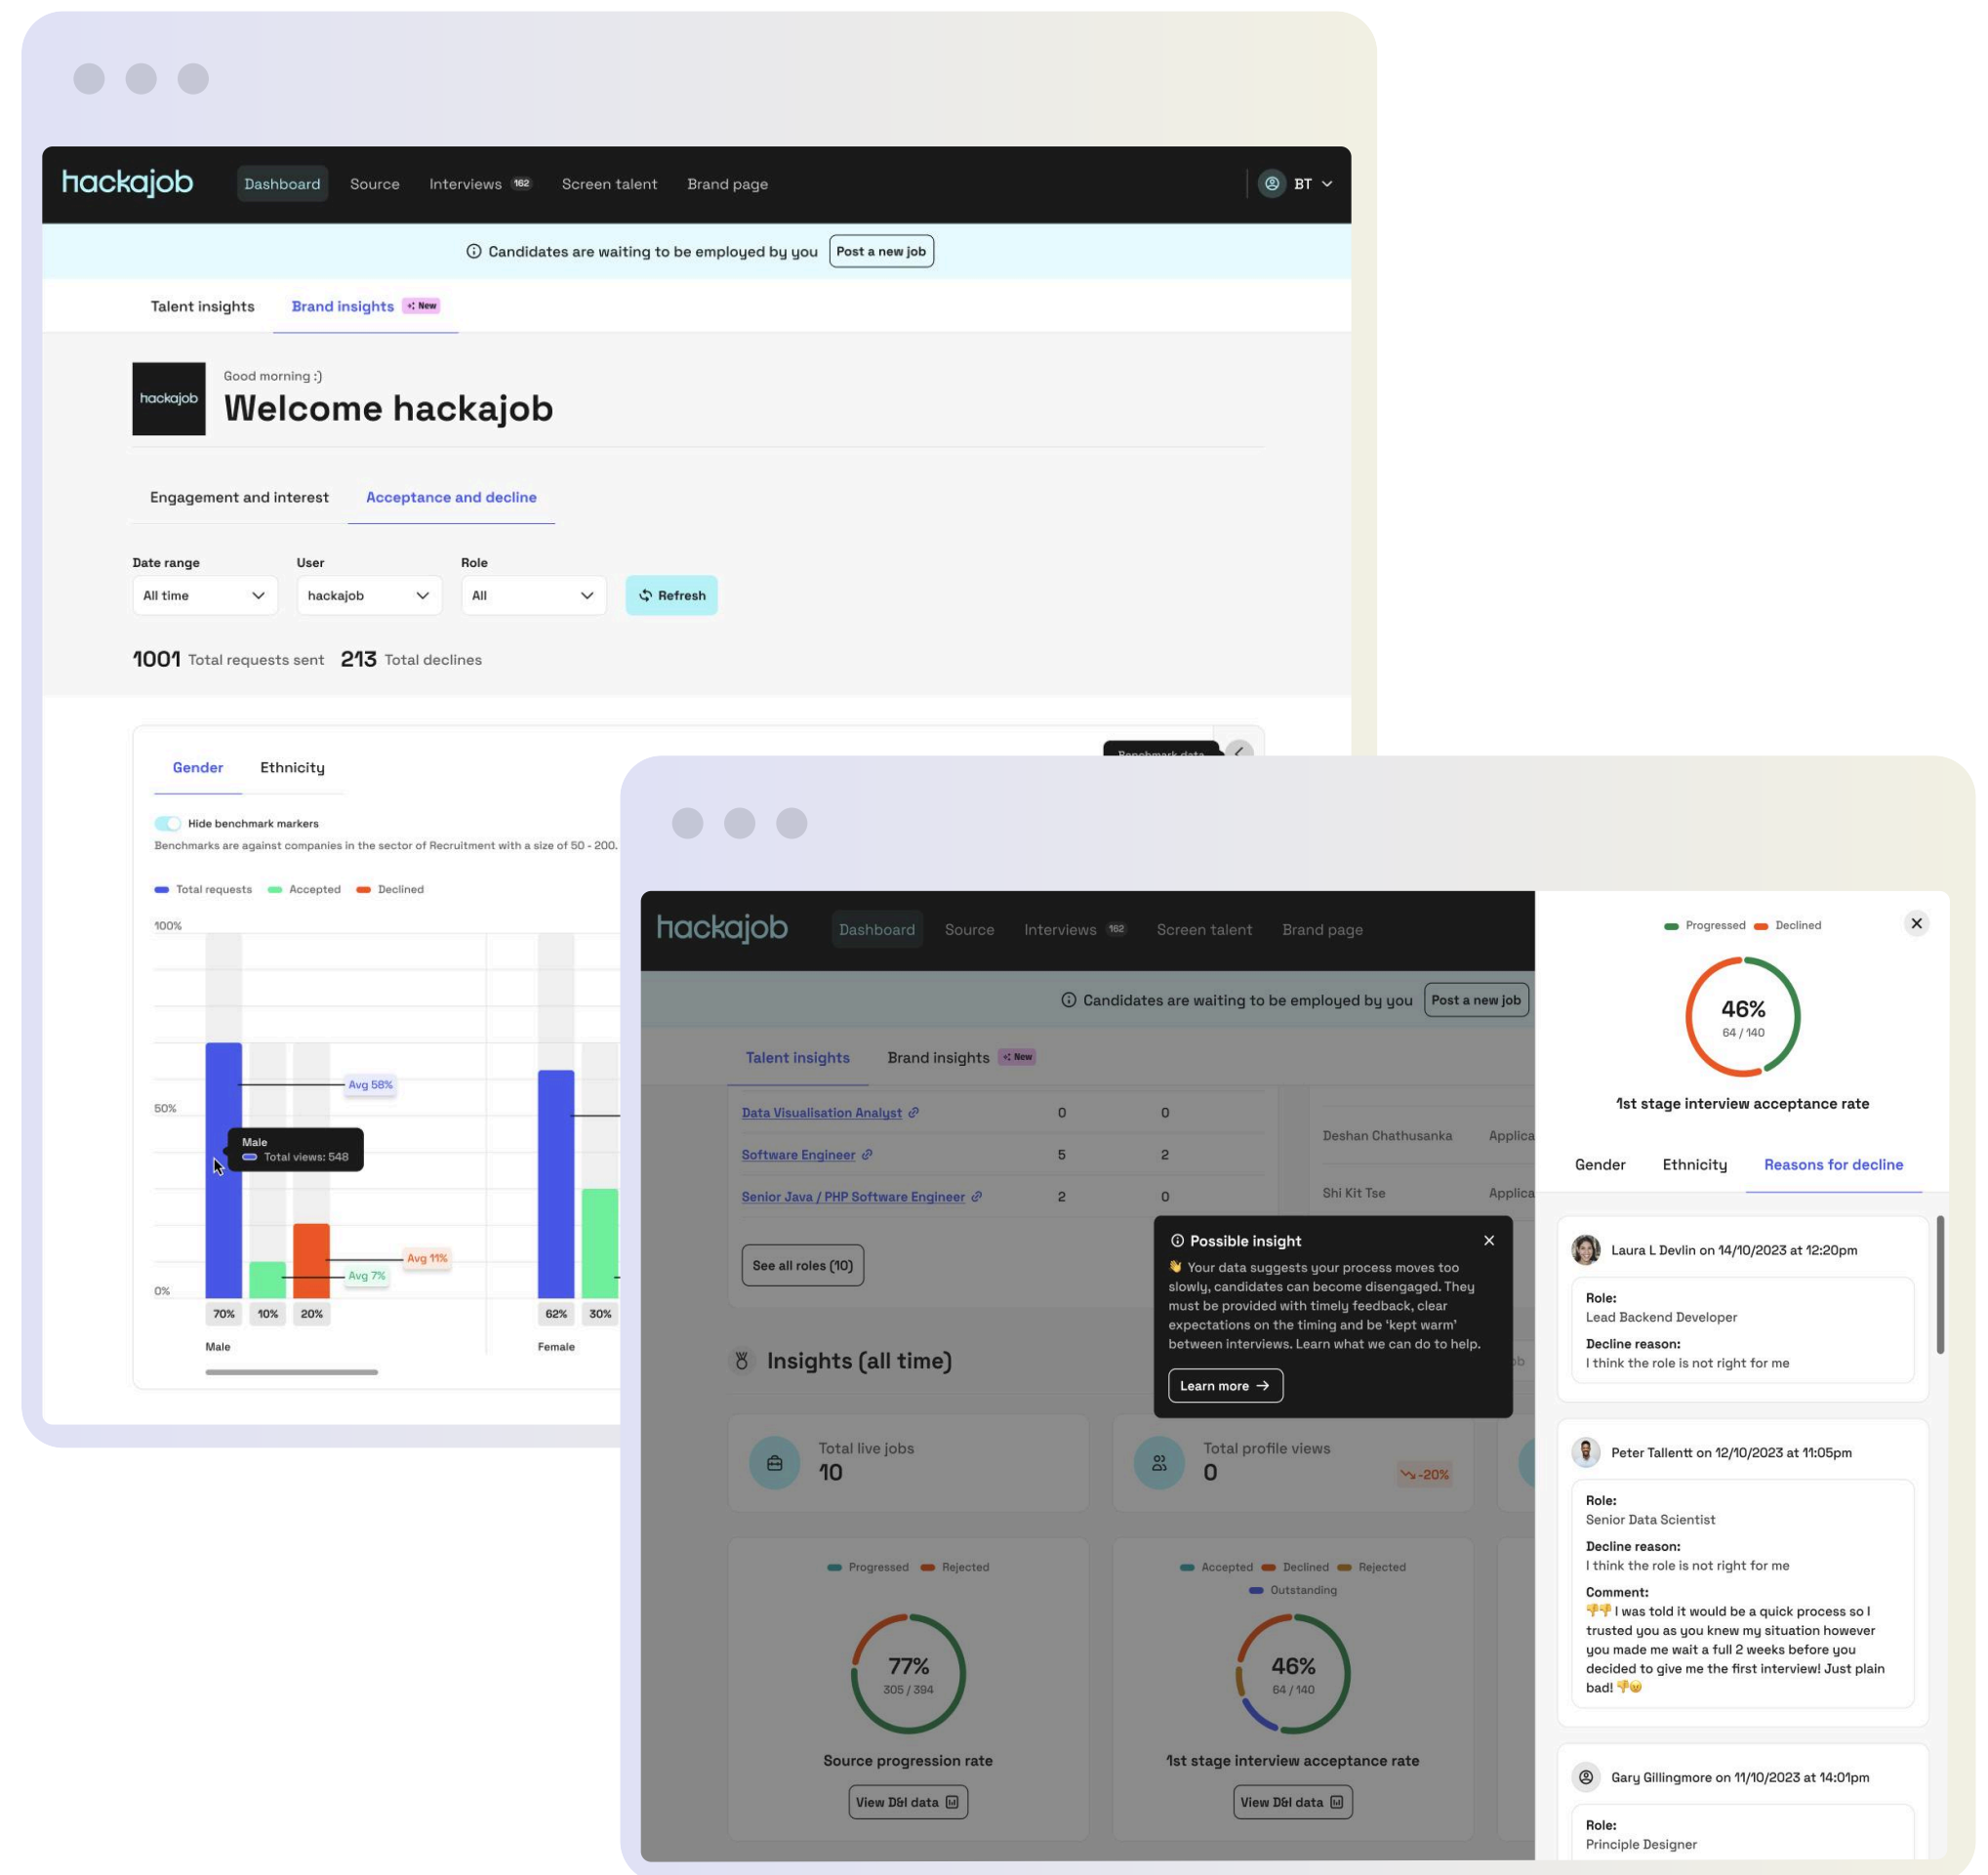 hackajob
Dashboard Source Interviews 162 Screen talent Brand page
BT
Candidates are waiting to be employed by you Post a new job
Talent insights Brand insights New
hackajob
Good morning :)
Welcome hackajob
Engagement and interest Acceptance and decline
Date range User Role
All time hackajob All Refresh
1001 Total requests sent 213 Total declines
Gender Ethnicity
Benchmark data
Hide benchmark markers
Benchmarks are against companies in the sector of Recruitment with a size of 50 - 200.
Total requests Accepted Declined
100%
Avg 58%
50%
Male
Total views: 548
Avg 11%
Avg 7%
0%
70% 10% 20% 62% 30%
Male Female
hackajob
Dashboard Source Interviews 162 Screen talent Brand page
Candidates are waiting to be employed by you Post a new job
Talent insights Brand insights New
Data Visualisation Analyst 0 0
Software Engineer 5 2
Senior Java / PHP Software Engineer 2 0
Deshan Chathusanka Applica
Shi Kit Tse Applica
See all roles (10)
Possible insight
👋 Your data suggests your process moves too
slowly, candidates can become disengaged. They
must be provided with timely feedback, clear
expectations on the timing and be ‘kept warm’
between interviews. Learn what we can do to help.
Learn more →
Insights (all time)
Total live jobs
10
Total profile views
0
-20%
Progressed Rejected
77%
305 / 394
Source progression rate
View D&I data
Accepted Declined Rejected
Outstanding
46%
64 / 140
1st stage interview acceptance rate
View D&I data
Progressed Declined
46%
64 / 140
1st stage interview acceptance rate
Gender Ethnicity Reasons for decline
Laura L Devlin on 14/10/2023 at 12:20pm
Role:
Lead Backend Developer
Decline reason:
I think the role is not right for me
Peter Tallentt on 12/10/2023 at 11:05pm
Role:
Senior Data Scientist
Decline reason:
I think the role is not right for me
Comment:
👎👎 I was told it would be a quick process so I
trusted you as you knew my situation however
you made me wait a full 2 weeks before you
decided to give me the first interview! Just plain
bad! 👎😠
Gary Gillingmore on 11/10/2023 at 14:01pm
Role:
Principle Designer